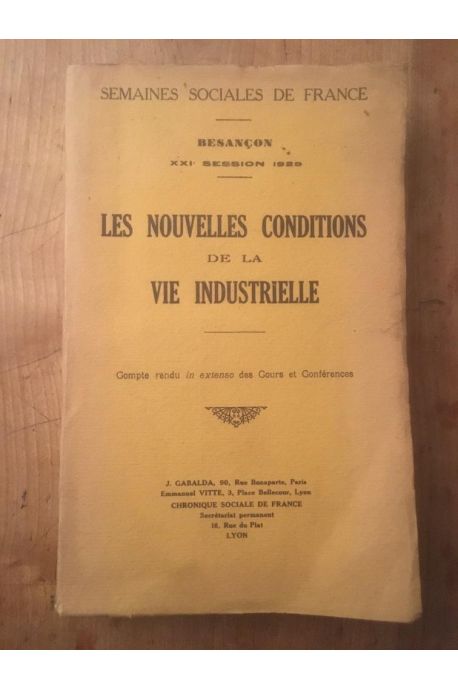 SEMAINES SOCIALES DE FRANCE
BESANÇON
XXIe SESSION 1929
LES NOUVELLES CONDITIONS
DE LA
VIE INDUSTRIELLE
Compte rendu in extenso des Cours et Conférences
J. GABALDA, 90, Rue Bonaparte, Paris
Emmanuel VITTE, 3, Place Bellecour, Lyon
CHRONIQUE SOCIALE DE FRANCE
Secrétariat permanent
16, Rue du Plat
LYON